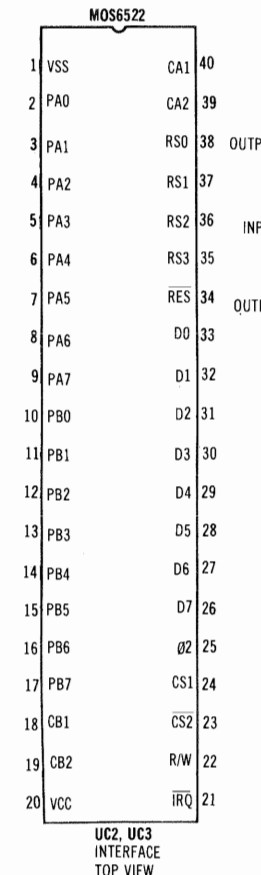 MOS6522
1 VSS CA1 40
2 PA0 CA2 39
3 PA1 RS0 38 OUTP
4 PA2 RS1 37
5 PA3 RS2 36
INP
6 PA4 RS3 35
7 PA5 RES 34
OUTP
8 PA6 D0 33
9 PA7 D1 32
10 PB0 D2 31
11 PB1 D3 30
12 PB2 D4 29
13 PB3 D5 28
14 PB4 D6 27
15 PB5 D7 26
16 PB6 Ø2 25
17 PB7 CS1 24
18 CB1 CS2 23
19 CB2 R/W 22
20 VCC IRQ 21
UC2, UC3
INTERFACE
TOP VIEW